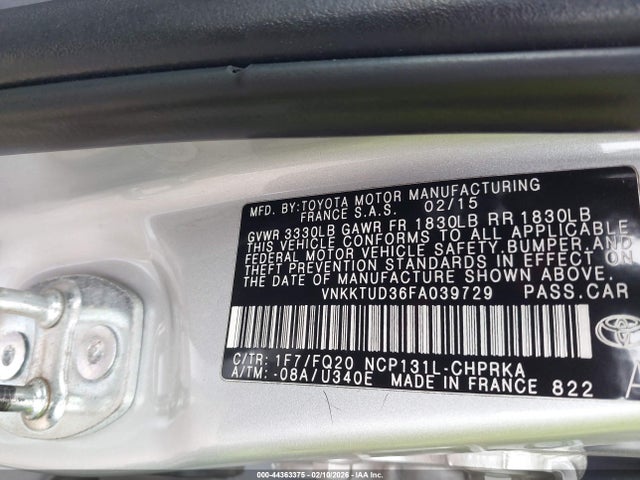 MFD. BY:TOYOTA MOTOR MANUFACTURING
FRANCE S.A.S. 02/15
GVWR 3330LB GAWR FR 1830LB RR 1830LB
THIS VEHICLE CONFORMS TO ALL APPLICABLE
FEDERAL MOTOR VEHICLE SAFETY,BUMPER,AND
THEFT PREVENTION STANDARDS IN EFFECT ON
THE DATE OF MANUFACTURE SHOWN ABOVE.
VNKKTUD36FA039729 PASS.CAR
C/TR: 1F7/FQ20 NCP131L-CHPRKA
A/TM: -08A/U340E MADE IN FRANCE 822
000-44363375 - 02/10/2026 - IAA Inc.